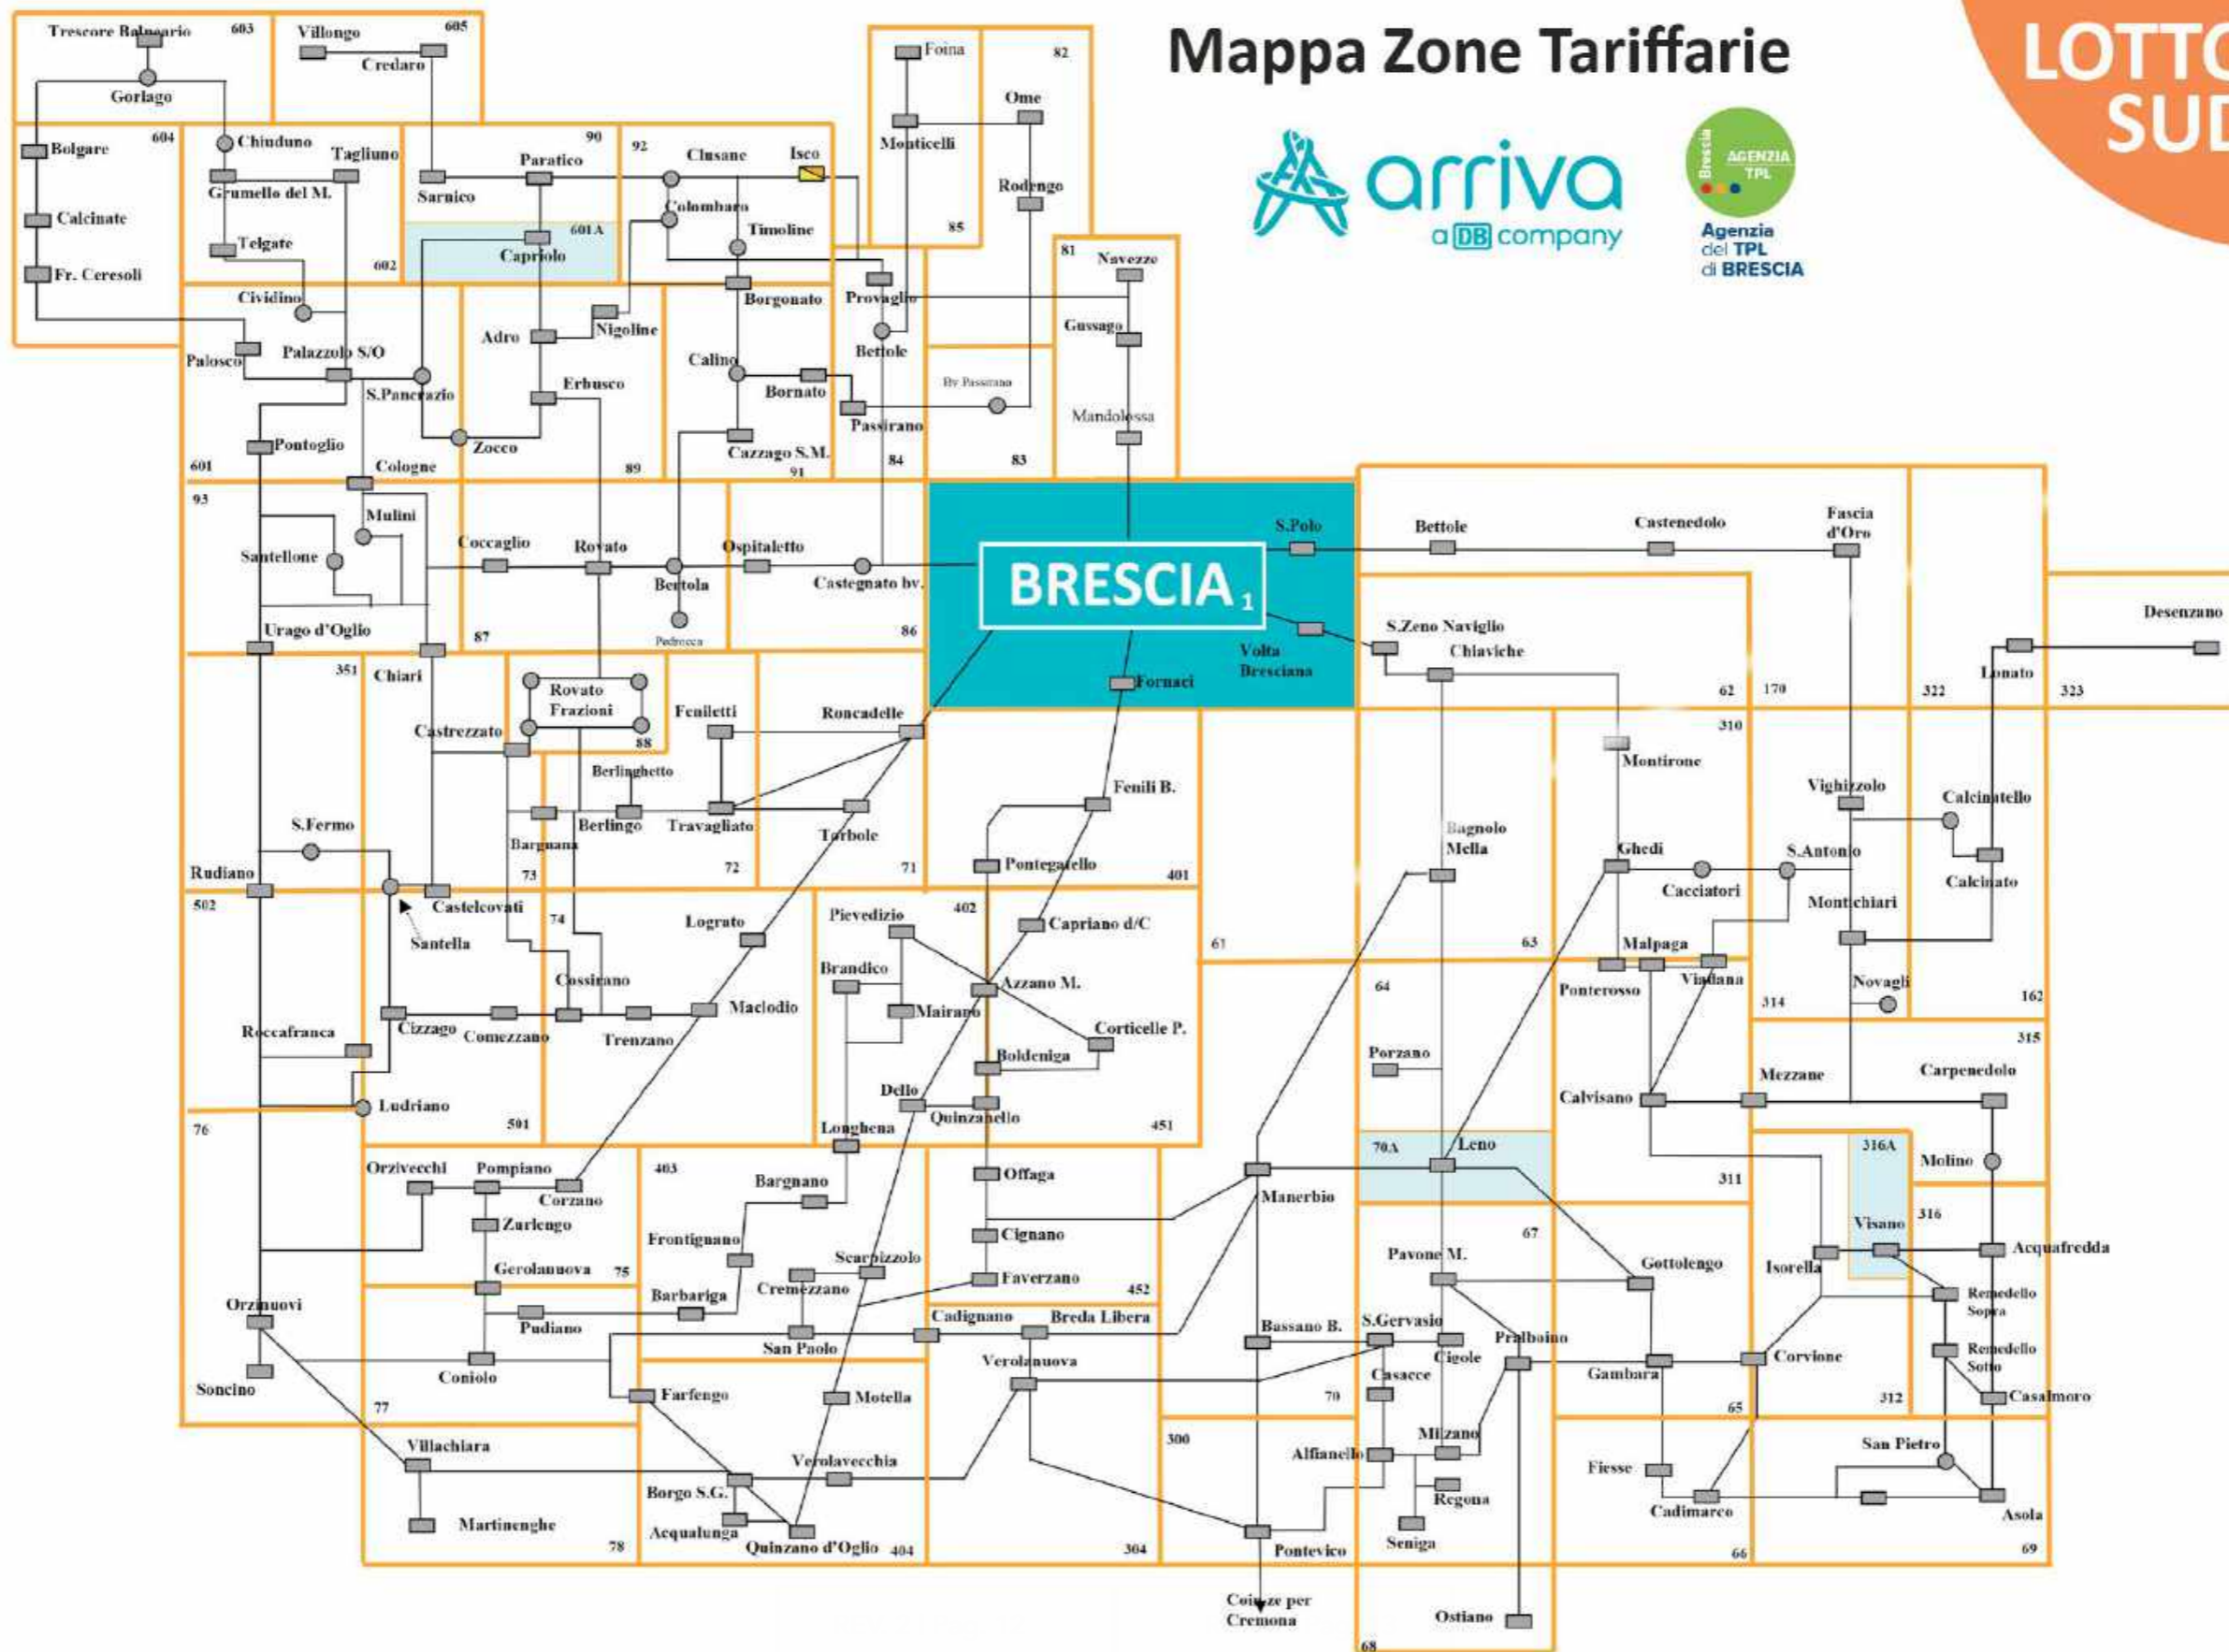 Mappa Zone Tariffarie
LOTTO
SUD
arriva
a DB company
Brescia
AGENZIA
TPL
Agenzia
del TPL
di BRESCIA
Trescore Balneario
603
Gorlago
Villongo
605
Credaro
Foina
82
Ome
Monticelli
Rodengo
85
Bolgare
604
Calcinate
Fr. Ceresoli
Chiuduno
Tagliuno
Grumello del M.
Telgate
602
90
Paratico
Sarnico
601A
Capriolo
92
Clusane
Isco
Colombaro
Timoline
81
Navezze
Gussago
Mandolossa
Cividino
Palosco
Palazzolo S/O
S.Pancrazio
Pontoglio
601
Cologne
Adro
Nigoline
Erbusco
Zocco
89
Borgonato
Calino
Bornato
Cazzago S.M.
91
Provaglio
Bettole
Passirano
84
Bv Passirano
83
93
Mulini
Santellone
Urago d'Oglio
Coccaglio
Rovato
Bertola
Pedrocca
87
Ospitaletto
Castegnato bv.
86
BRESCIA 1
S.Polo
Volta
Bresciana
Fornaci
Bettole
Castenedolo
Fascia
d'Oro
S.Zeno Naviglio
Chiaviche
62
170
322
Lonato
323
Desenzano
351
Chiari
Castrezzato
Rovato
Frazioni
88
Feniletti
Roncadelle
Berlinghetto
Berlingo
Travagliato
Torbole
Bargnana
73
72
71
S.Fermo
Rudiano
Fenili B.
Pontegatello
401
61
Bagnolo
Mella
63
310
Montirone
Ghedi
Cacciatori
S.Antonio
Vighizzolo
Calcinatello
Calcinato
Montichiari
Malpaga
Viadana
Ponterosso
314
Novagli
162
502
Castelcovati
Santella
74
Lograto
Cossirano
Maclodio
Cizzago
Comezzano
Trenzano
Roccafranca
Ludriano
501
Pievedizio
402
Capriano d/C
Brandico
Azzano M.
Mairano
Corticelle P.
Boldeniga
Dello
Quinzanello
Longhena
451
64
Porzano
Calvisano
Mezzane
315
Carpenedolo
76
Orzivecchi
Pompiano
Corzano
Zurlengo
Gerolanuova
75
403
Bargnano
Frontignano
Scarpizzolo
Cremezzano
Barbariga
Offaga
Cignano
Faverzano
452
Manerbio
70A
Leno
311
316A
Molino
Visano
316
Isorella
Acquafredda
Remedello
Sopra
Remedello
Sotto
Casalmoro
312
Pavone M.
67
Gottolengo
Orzinuovi
Soncino
Pudiano
Coniolo
77
San Paolo
Cadignano
Breda Libera
Verolanuova
Bassano B.
S.Gervasio
Cigole
Casacce
70
Pralboino
Gambara
65
Corvione
Farfengo
Motella
Villachiara
Martinenghe
78
Verolavecchia
Borgo S.G.
Acqualunga
Quinzano d'Oglio
404
304
300
Pontevico
Alfianello
Milzano
Regona
Seniga
Fiesse
Cadimarco
66
San Pietro
Asola
69
per
Cremona
Ostiano
68